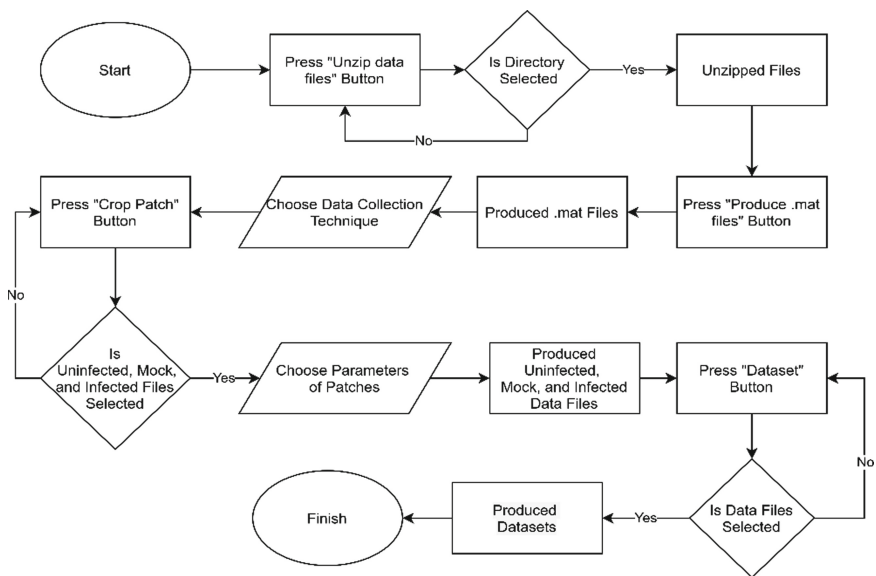 Start
Press "Unzip data
files" Button
Is Directory
Selected
Yes
Unzipped Files
No
Press "Crop Patch"
Button
Choose Data Collection
Technique
Produced .mat Files
Press "Produce .mat
files" Button
No
Is
Uninfected, Mock,
and Infected Files
Selected
Yes
Choose Parameters
of Patches
Produced
Uninfected,
Mock, and Infected
Data Files
Press "Dataset"
Button
No
Finish
Produced
Datasets
Yes
Is Data Files
Selected